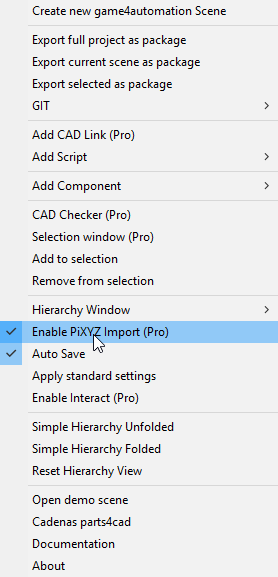 Create new game4automation Scene
Export full project as package
Export current scene as package
Export selected as package
GIT
Add CAD Link (Pro)
Add Script
Add Component
CAD Checker (Pro)
Selection window (Pro)
Add to selection
Remove from selection
Hierarchy Window
Enable PiXYZ Import (Pro)
Auto Save
Apply standard settings
Enable Interact (Pro)
Simple Hierarchy Unfolded
Simple Hierarchy Folded
Reset Hierarchy View
Open demo scene
Cadenas parts4cad
Documentation
About